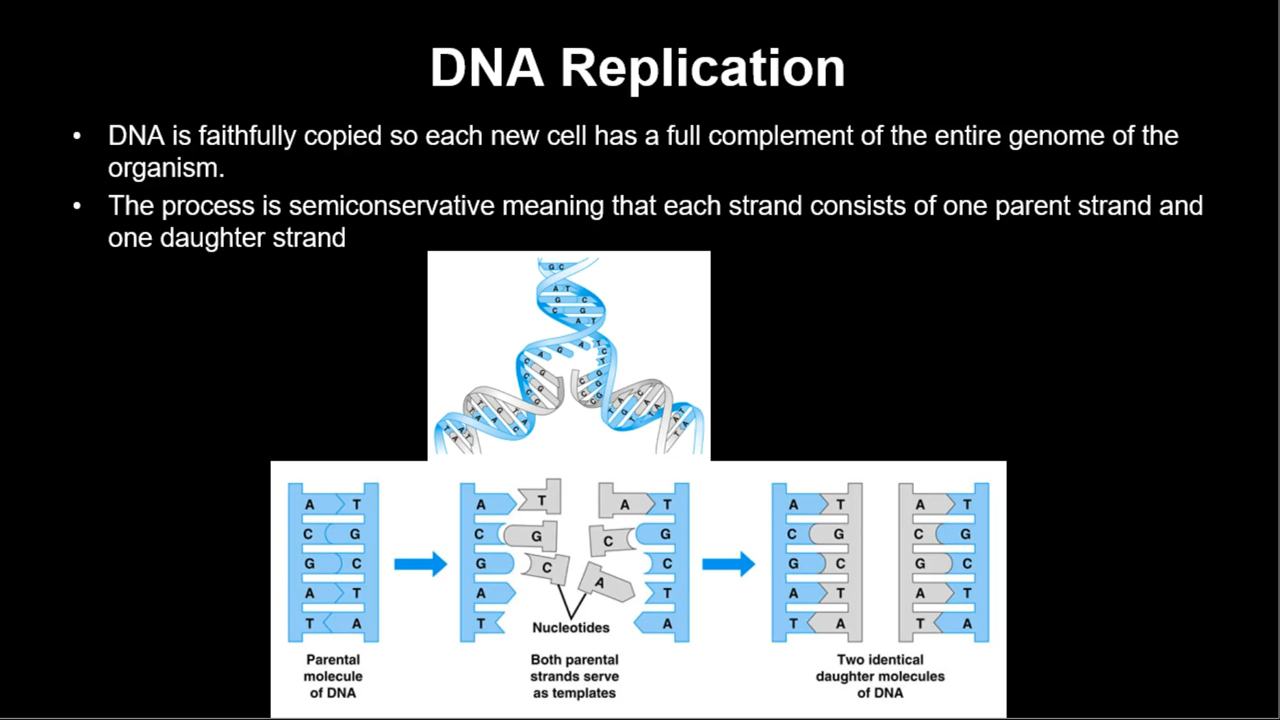 DNA Replication
• DNA is faithfully copied so each new cell has a full complement of the entire genome of the
organism.
• The process is semiconservative meaning that each strand consists of one parent strand and
one daughter strand
G C
A T
G C
C G
A T
A T T A T A T A T
C G C G C G C G C G
G C G C C G C G C
A T A A T A T A T
T A T A T A T A
Nucleotides
Parental
molecule
of DNA
Both parental
strands serve
as templates
Two identical
daughter molecules
of DNA